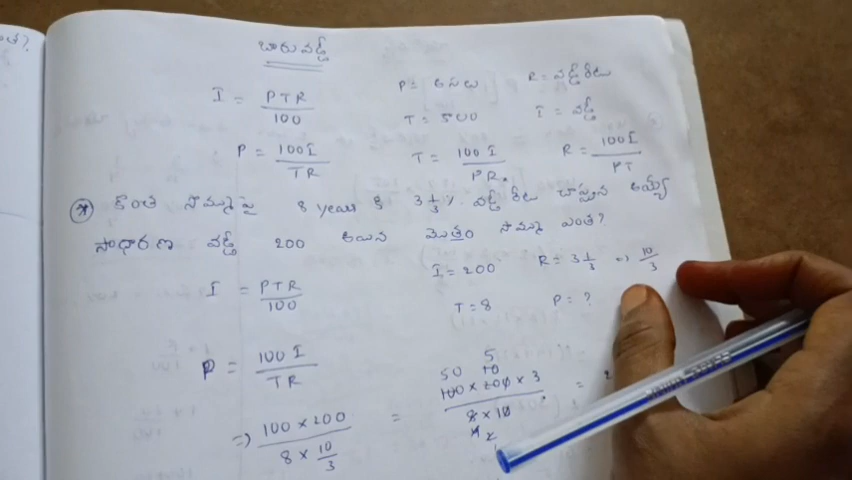 బారువడ్డీ
I = PTR/100 P = అసలు R = వడ్డీ రేటు
T = కాలం I = వడ్డీ
P = 100I/TR T = 100I/PR. R = 100I/PT
* కొంత సొమ్ము పై 8 years కి 3 1/3 %. వడ్డీ రేటు చొప్పున అయ్యే
సాధారణ వడ్డీ 200 అయిన మొత్తం సొమ్ము ఎంత?
I = 200 R = 3 1/3 => 10/3
I = PTR/100 T = 8 P = ?
P = 100I/TR
=> 100 × 200 / 8 × 10/3 = 100 × 200 × 3 / 8 × 10 = 2